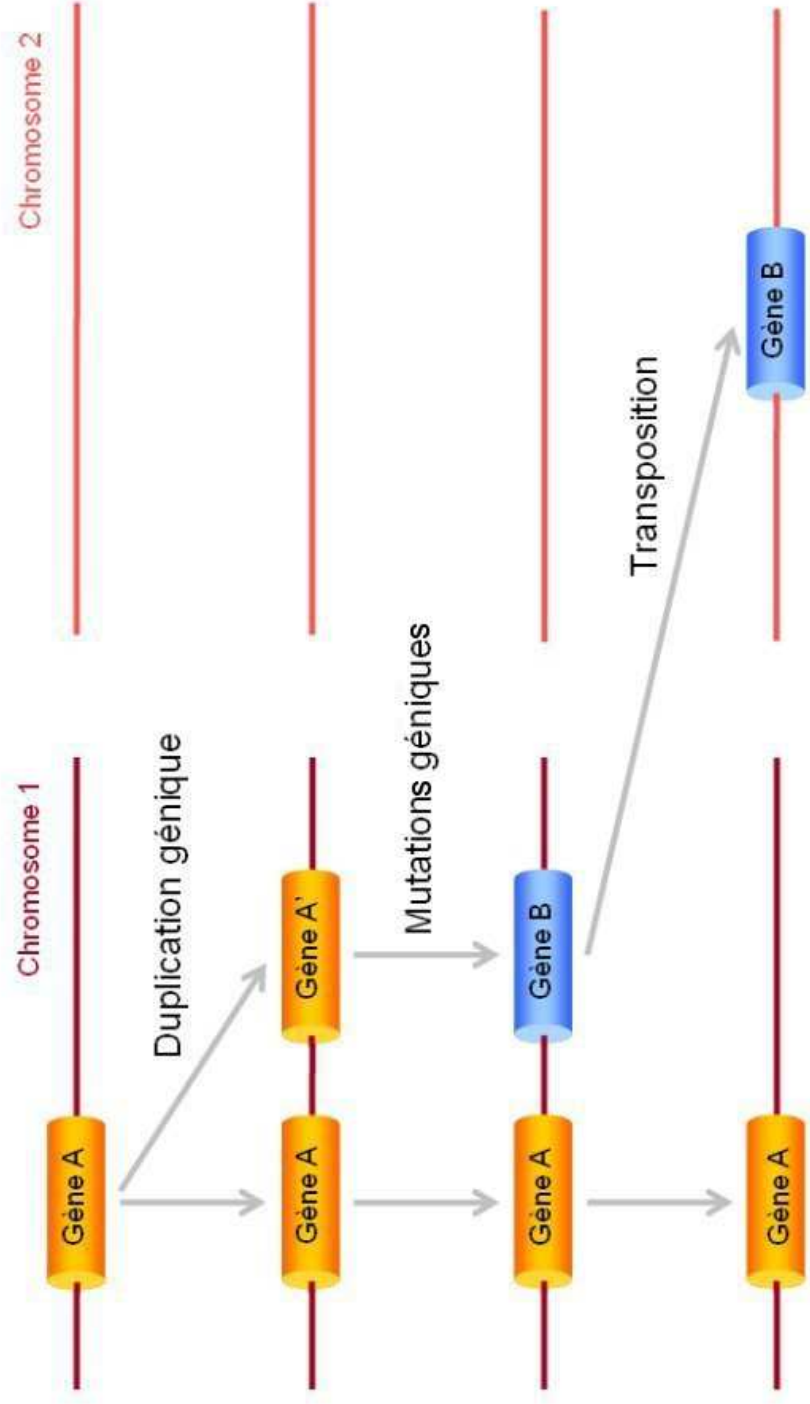 Chromosome 1
Chromosome 2
Gène A
Duplication génique
Gène A
Gène A'
Mutations géniques
Gène A
Gène B
Transposition
Gène A
Gène B